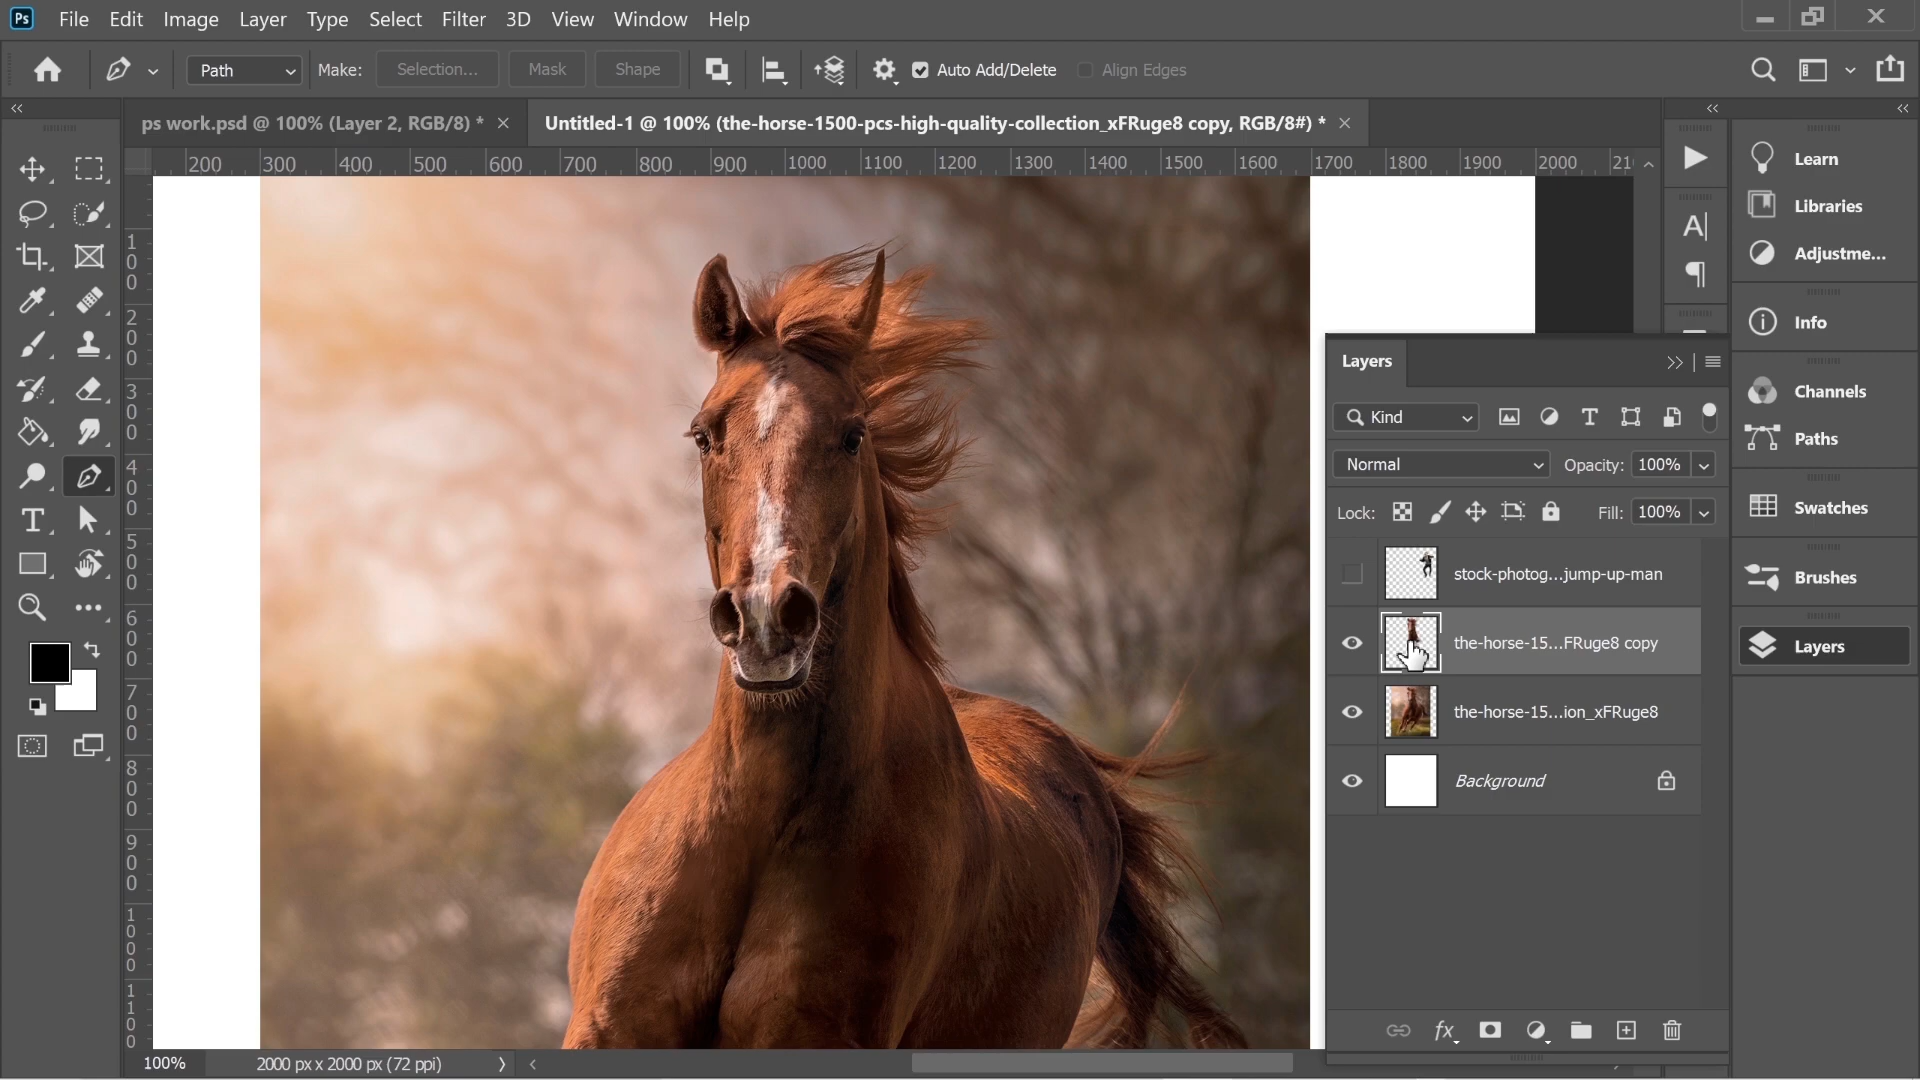 Ps File Edit Image Layer Type Select Filter 3D View Window Help
Path Make: Selection... Mask Shape Auto Add/Delete Align Edges
ps work.psd @ 100% (Layer 2, RGB/8) * Untitled-1 @ 100% (the-horse-1500-pcs-high-quality-collection_xFRuge8 copy, RGB/8#) *
200 300 400 500 600 700 800 900 1000 1100 1200 1300 1400 1500 1600 1700 1800 1900 2000 21
100
200
300
400
500
600
700
800
900
1000
1100
T
A|
¶
Learn
Libraries
Adjustme...
Info
Channels
Paths
Swatches
Brushes
Layers
Layers
Kind T
Normal Opacity: 100%
Lock: Fill: 100%
stock-photog...jump-up-man
the-horse-15...FRuge8 copy
the-horse-15...ion_xFRuge8
Background
fx
100% 2000 px x 2000 px (72 ppi)